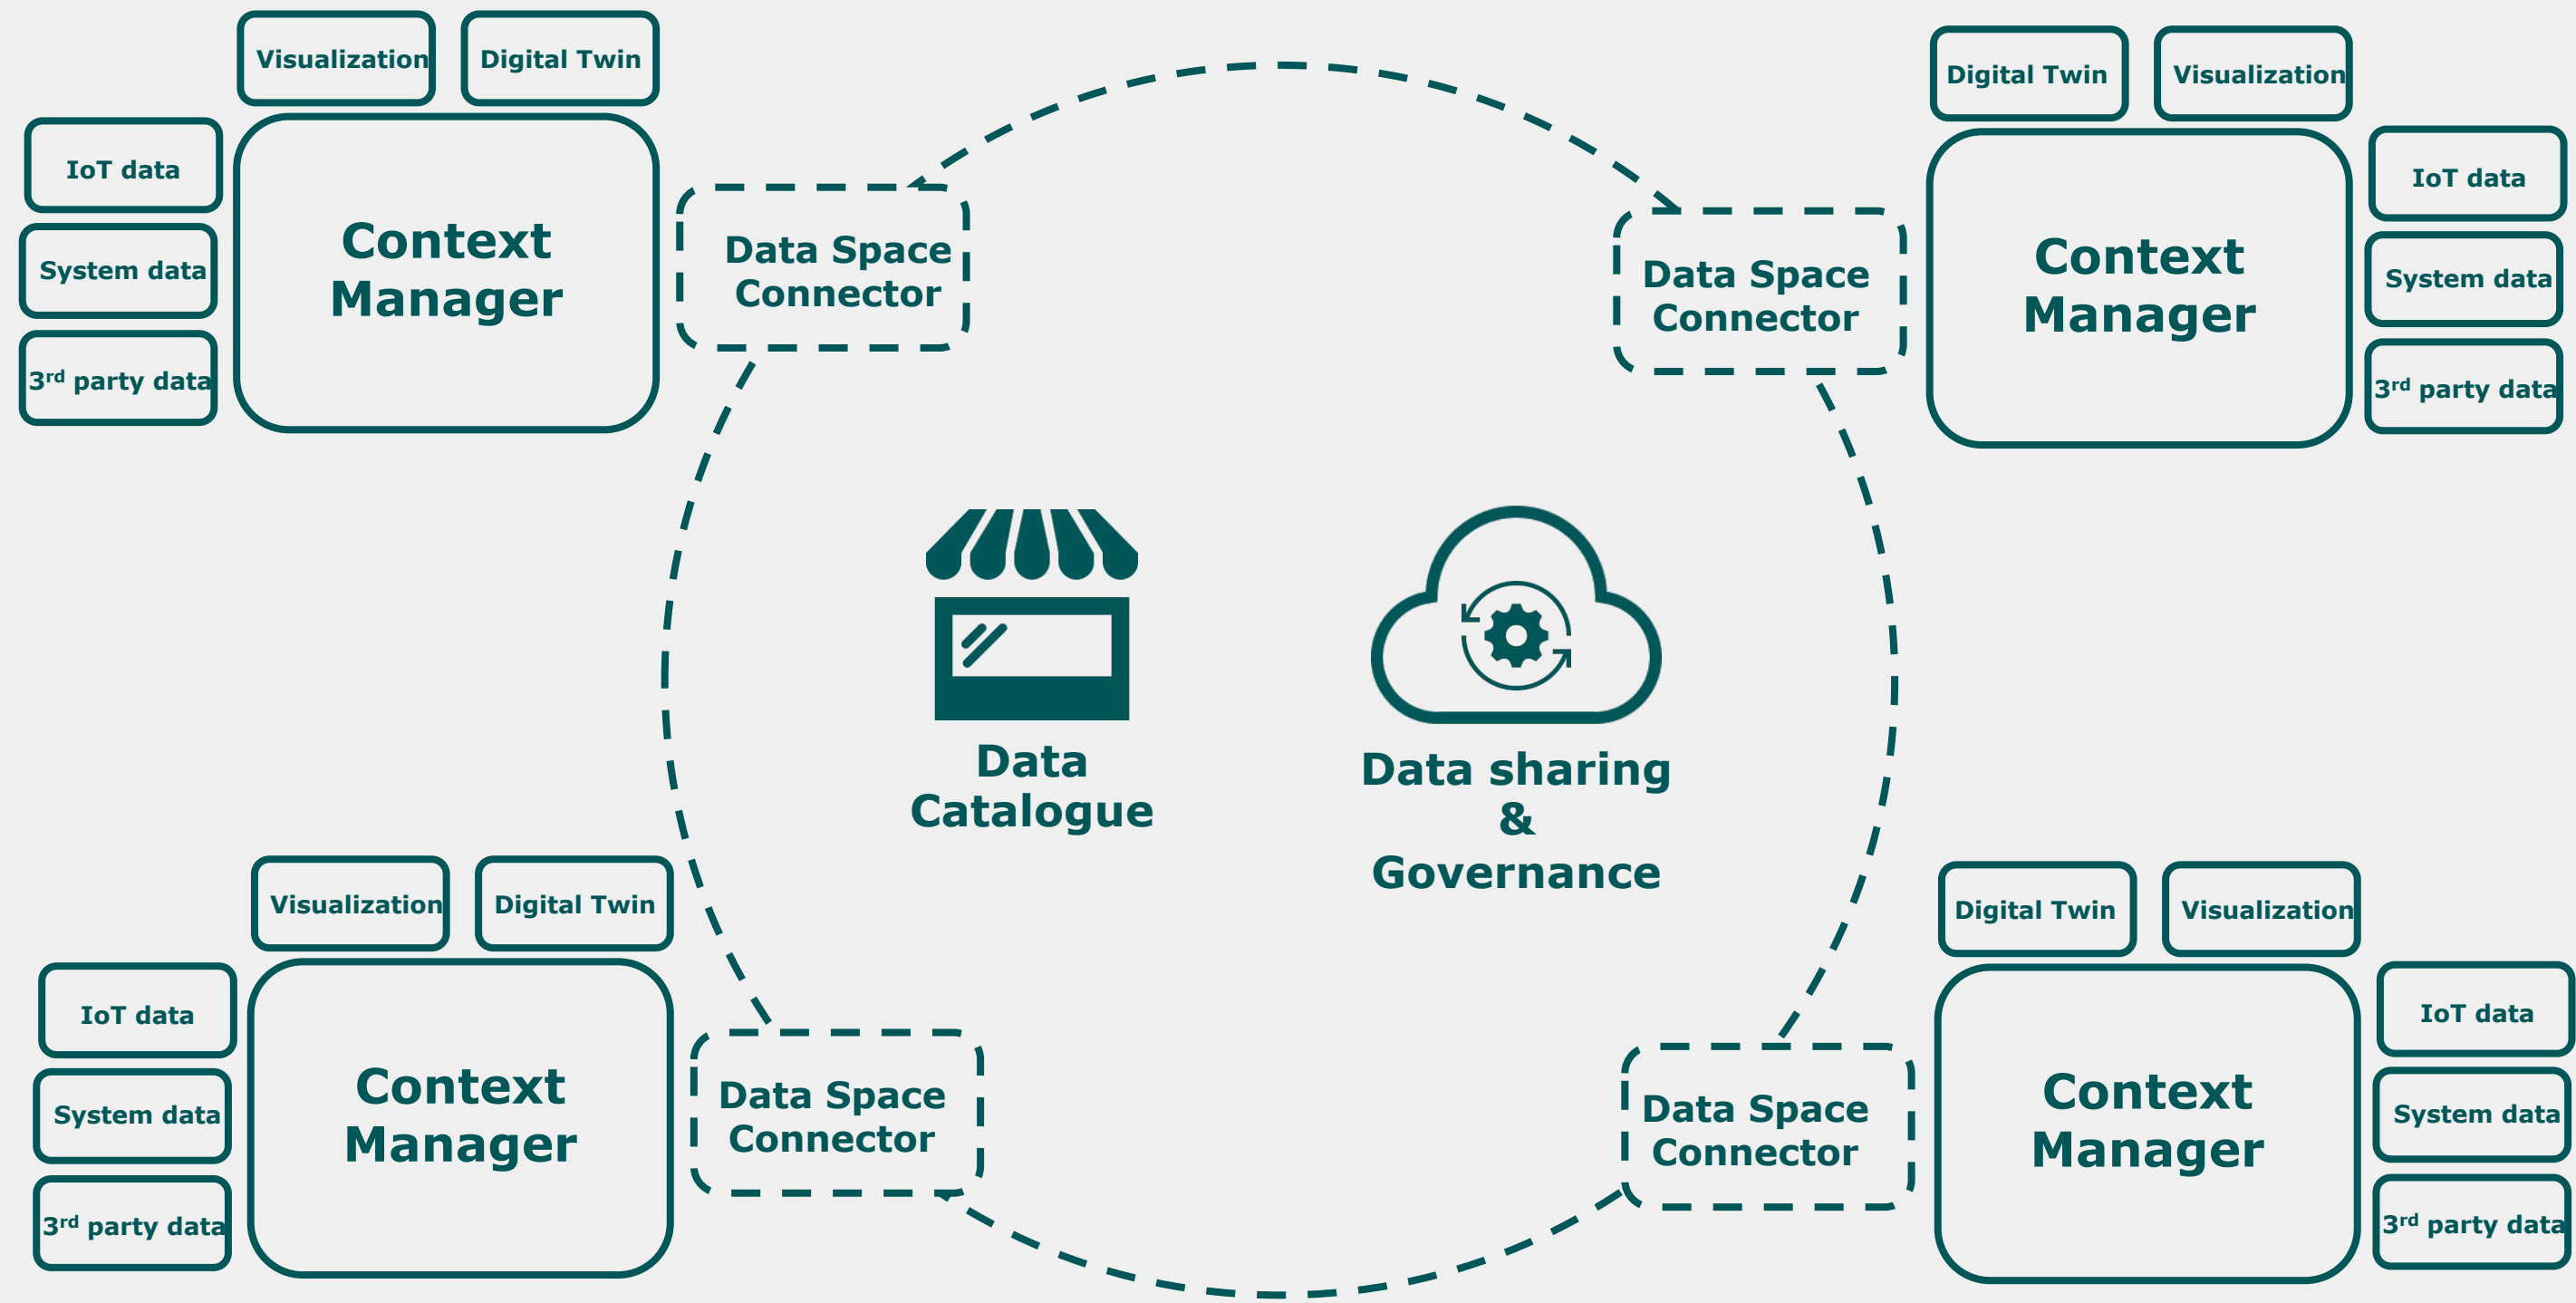 Visualization
Digital Twin
IoT data
System data
3rd party data
Context
Manager
Data Space
Connector
Digital Twin
Visualization
Data Space
Connector
Context
Manager
IoT data
System data
3rd party data
Data
Catalogue
Data sharing
&
Governance
Visualization
Digital Twin
IoT data
System data
3rd party data
Context
Manager
Data Space
Connector
Digital Twin
Visualization
Data Space
Connector
Context
Manager
IoT data
System data
3rd party data